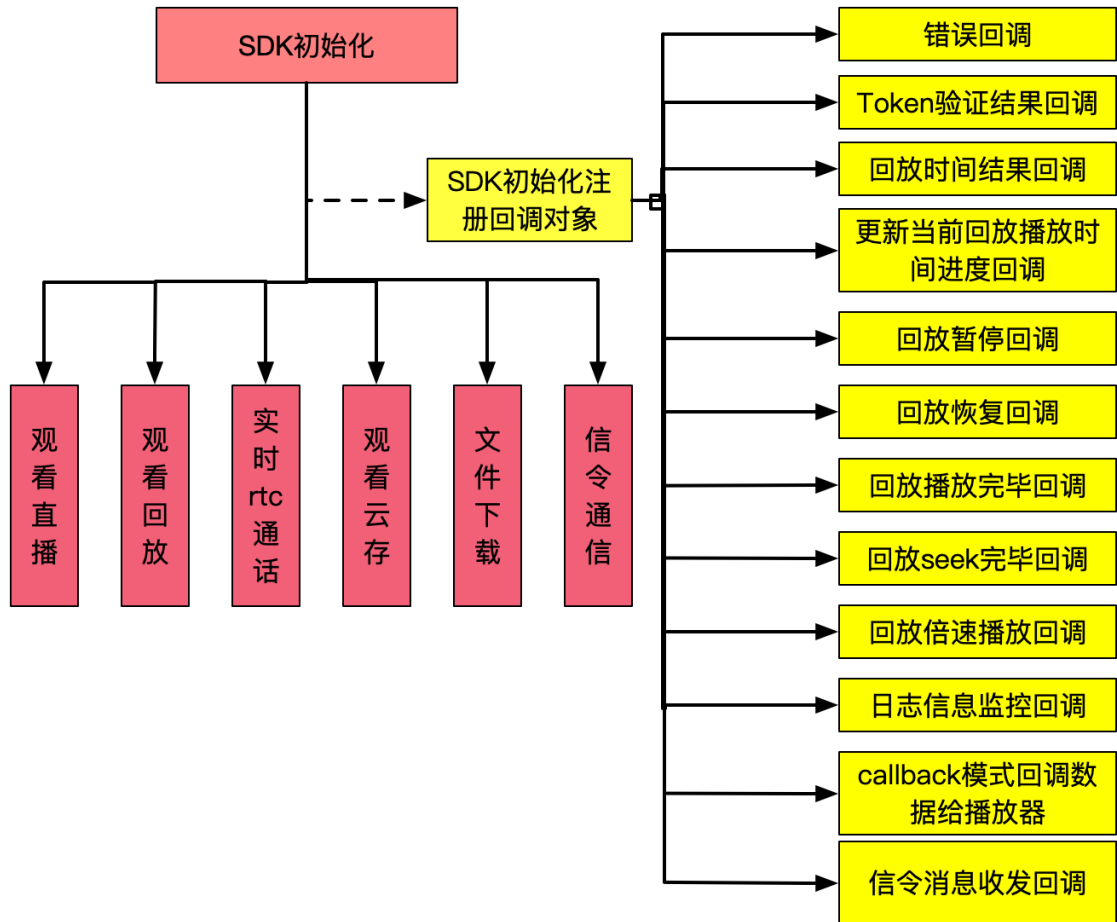 SDK初始化
SDK初始化注
册回调对象
观看直播
观看回放
实时rtc通话
观看云存
文件下载
信令通信
错误回调
Token验证结果回调
回放时间结果回调
更新当前回放播放时
间进度回调
回放暂停回调
回放恢复回调
回放播放完毕回调
回放seek完毕回调
回放倍速播放回调
日志信息监控回调
callback模式回调数
据给播放器
信令消息收发回调